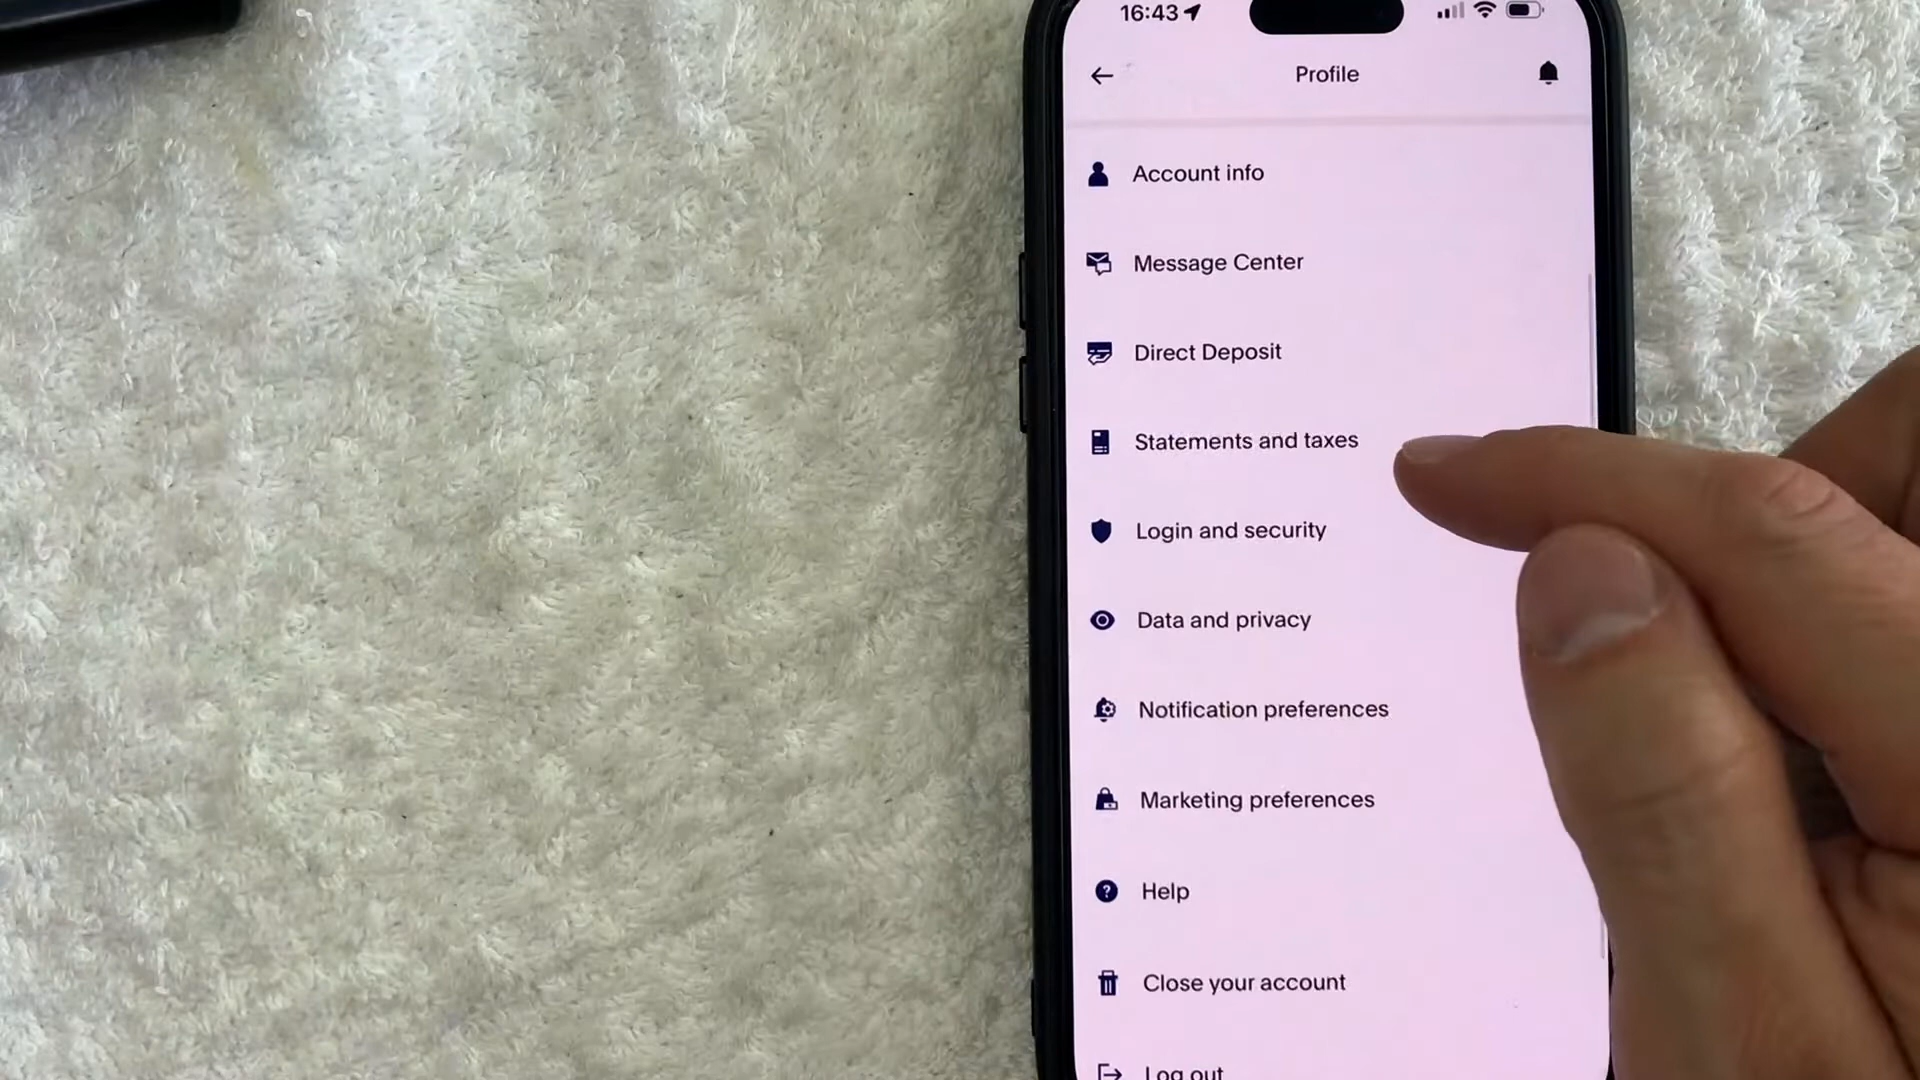 16:43
Profile
Account info
Message Center
Direct Deposit
Statements and taxes
Login and security
Data and privacy
Notification preferences
Marketing preferences
Help
Close your account
Log out